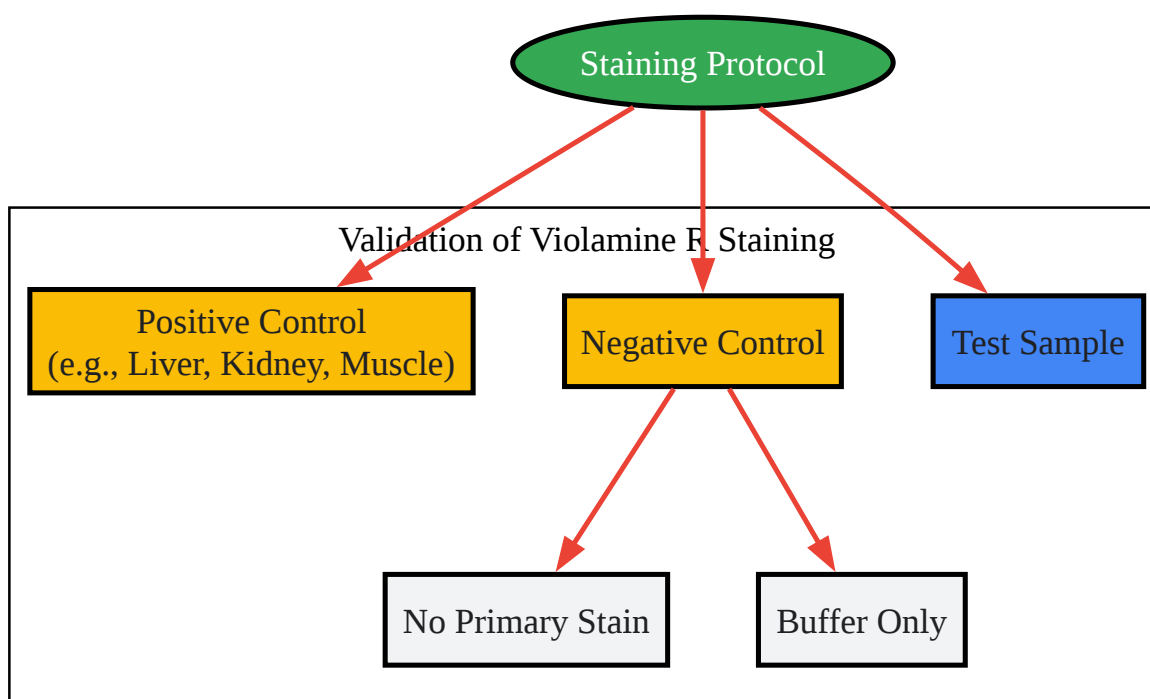 Staining Protocol
Validation of Violamine R Staining
Positive Control
(e.g., Liver, Kidney, Muscle)
Negative Control
Test Sample
No Primary Stain
Buffer Only